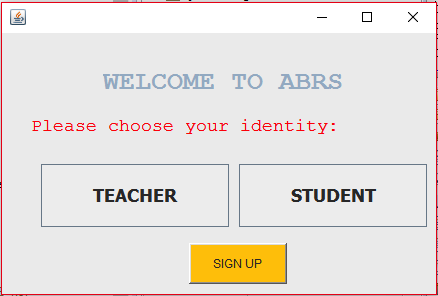 WELCOME TO ABRS
Please choose your identity:
TEACHER STUDENT
SIGN UP